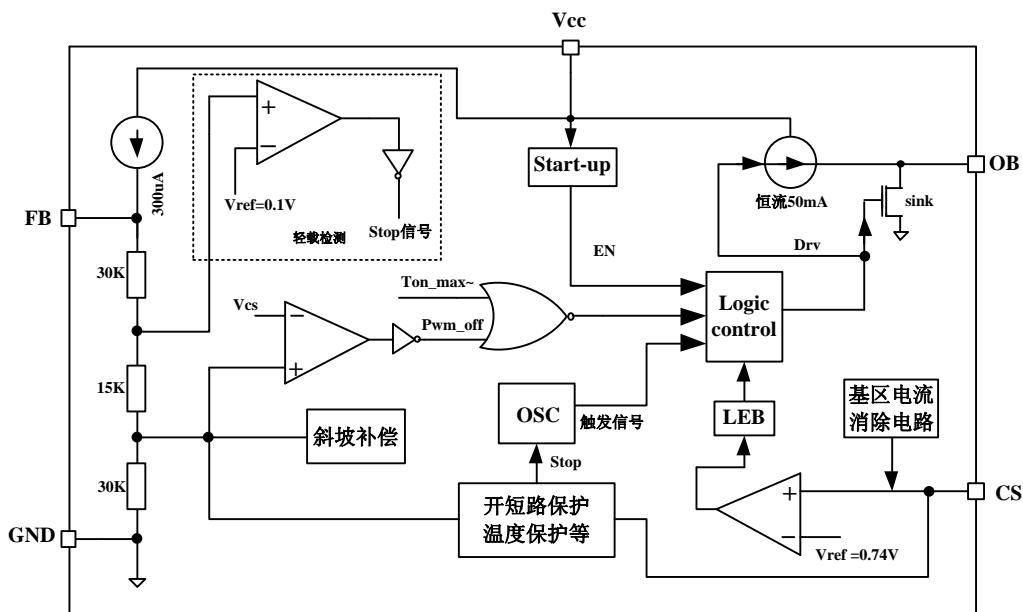 Vcc
300uA
Vref=0.1V
轻载检测
Stop信号
Start-up
恒流50mA
OB
sink
FB
Drv
EN
30K
Ton_max~
Vcs
Pwm_off
Logic
control
15K
OSC
触发信号
LEB
基区电流
消除电路
斜坡补偿
Stop
30K
开短路保护
温度保护等
CS
GND
Vref =0.74V
+
−
−
+
+
−